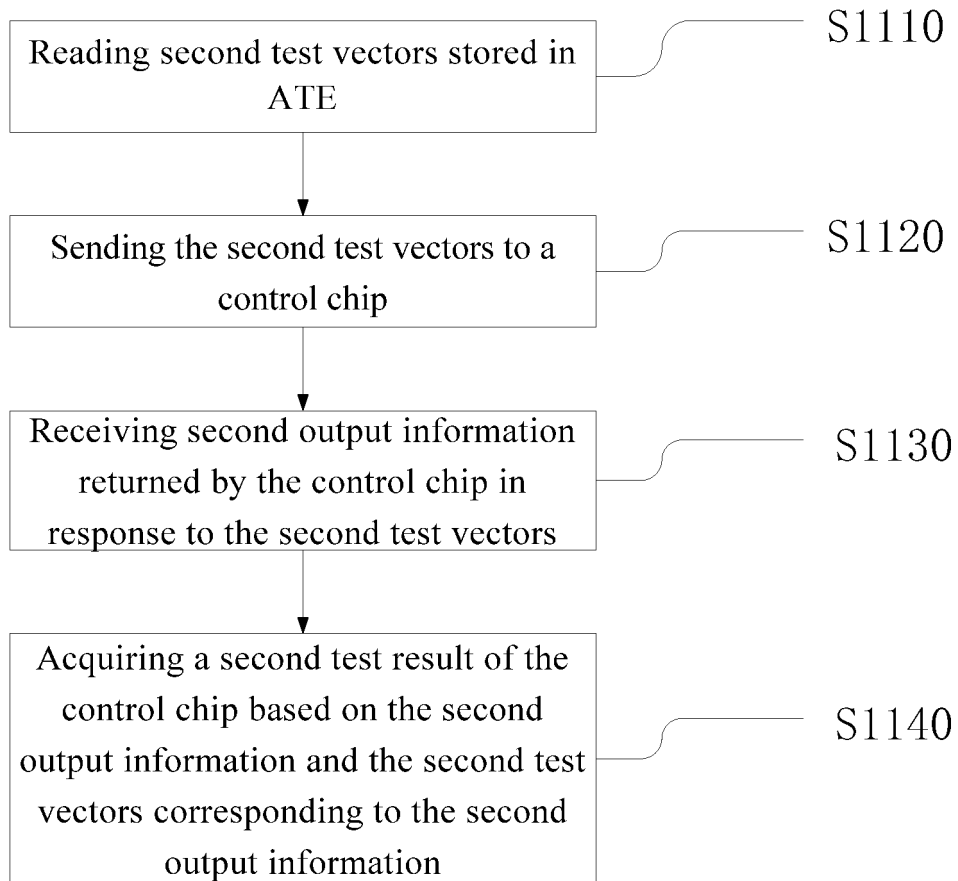 Reading second test vectors stored in
ATE
S1110
Sending the second test vectors to a
control chip
S1120
Receiving second output information
returned by the control chip in
response to the second test vectors
S1130
Acquiring a second test result of the
control chip based on the second
output information and the second test
vectors corresponding to the second
output information
S1140